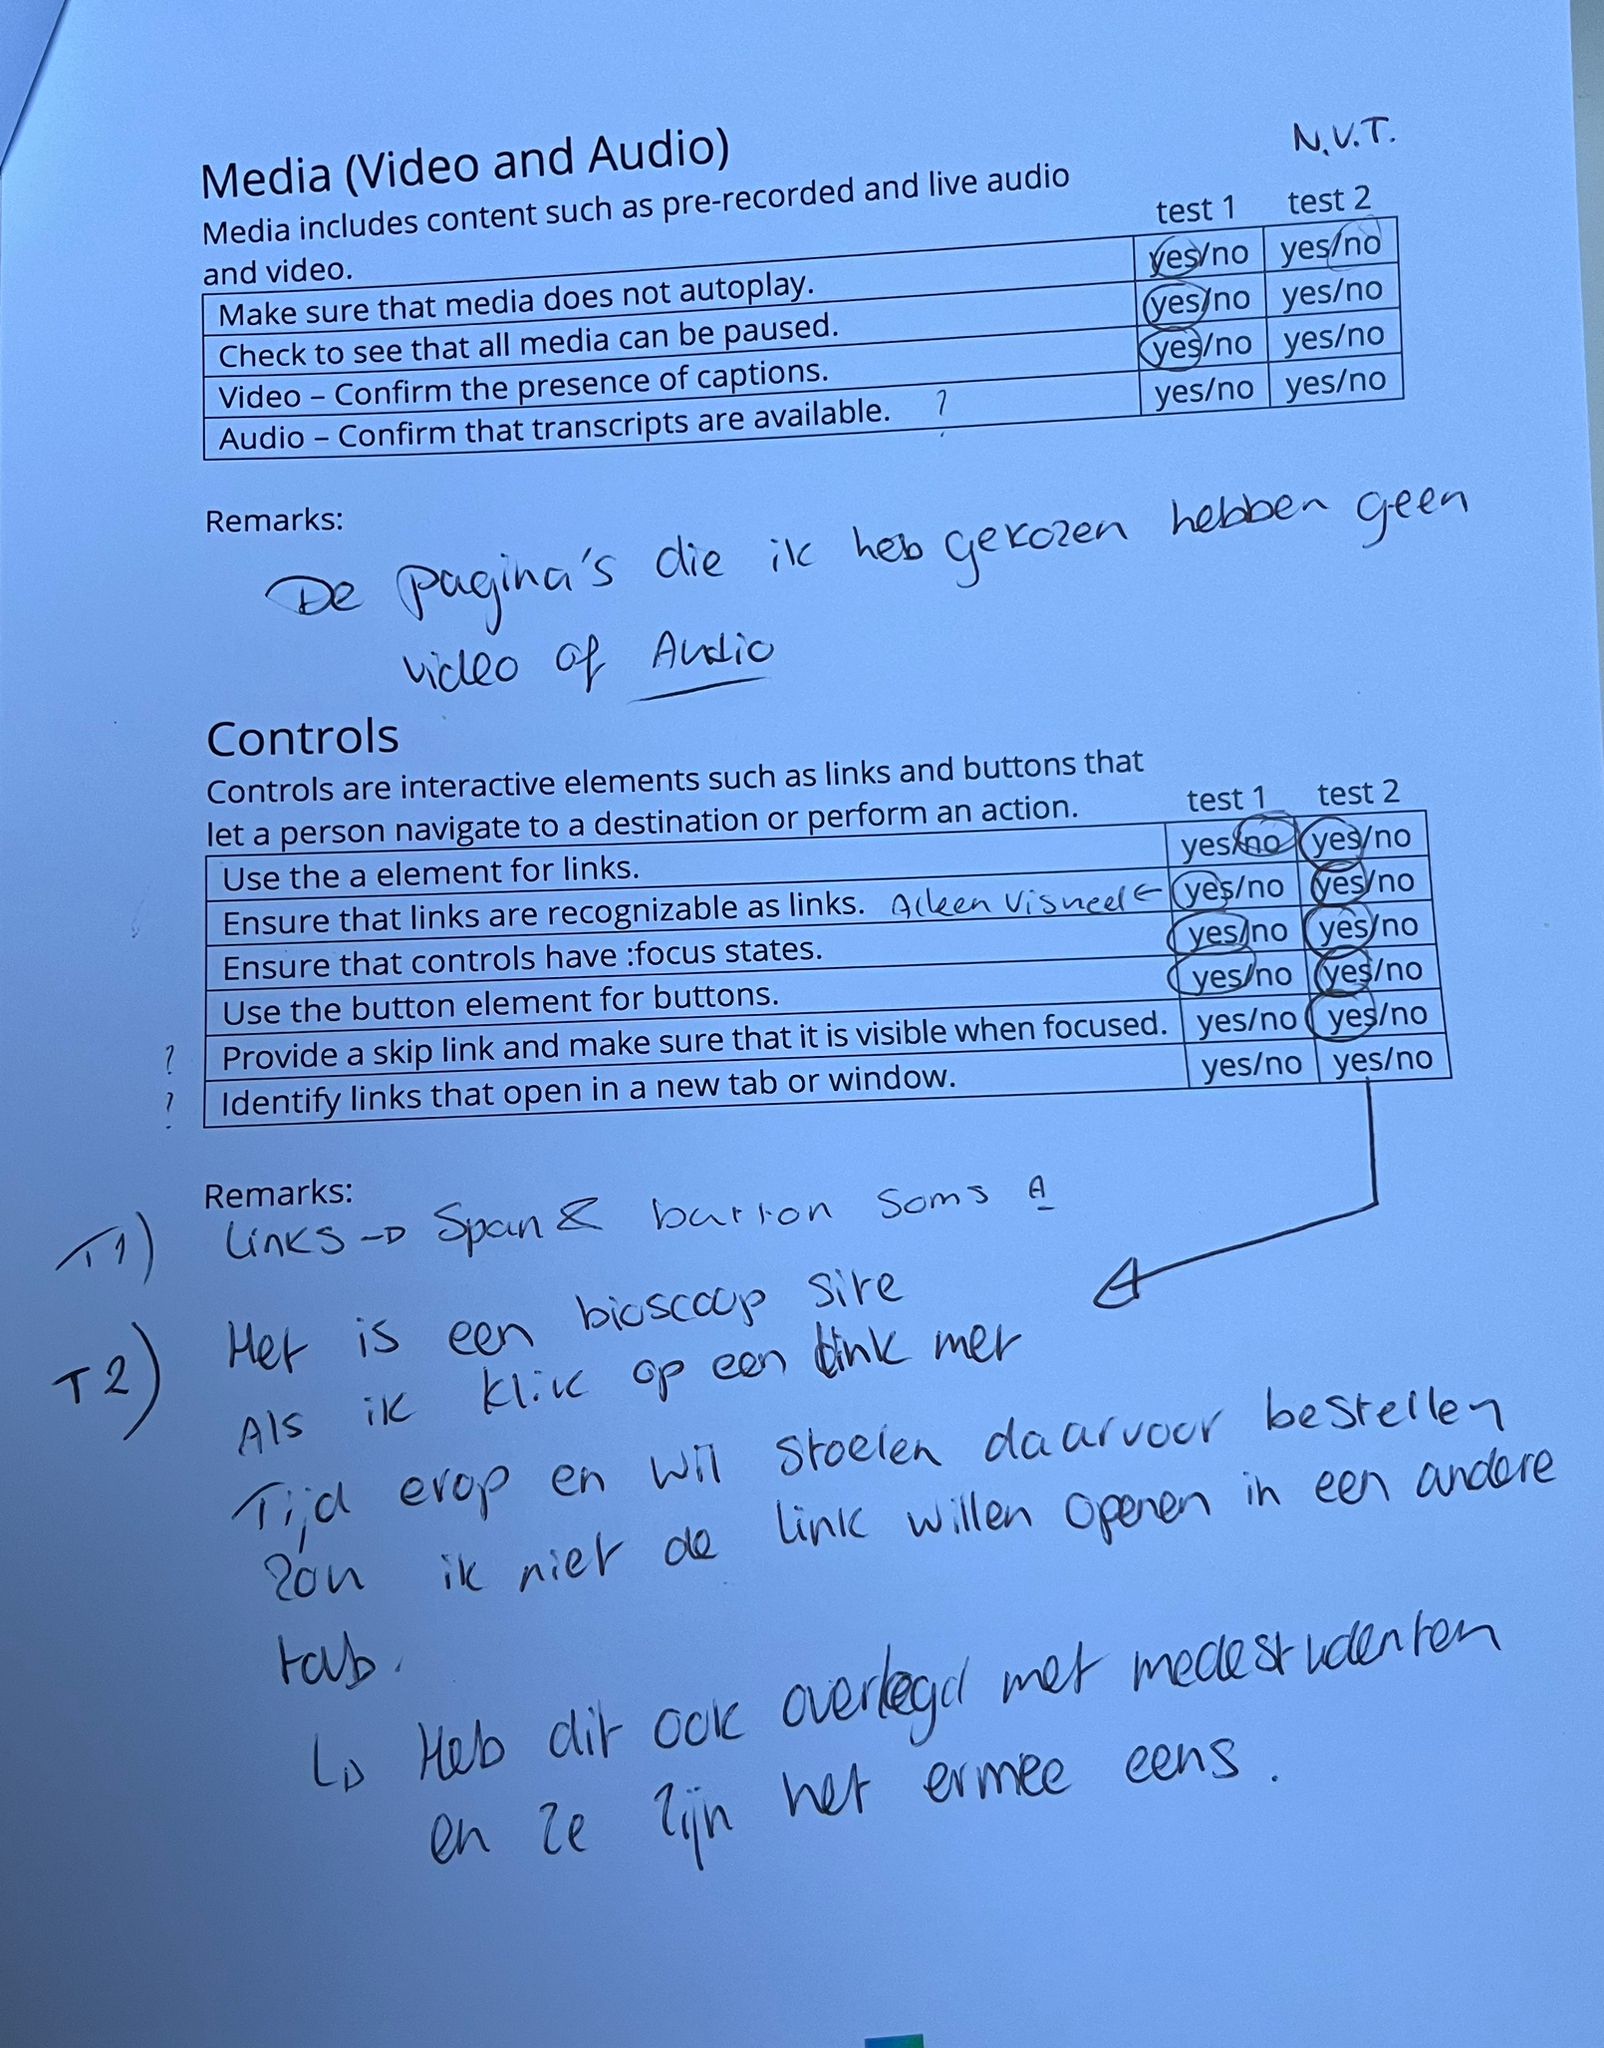 N.V.T.
Media (Video and Audio)
Media includes content such as pre-recorded and live audio
and video.
test 1 test 2
Make sure that media does not autoplay. yes/no yes/no
Check to see that all media can be paused. yes/no yes/no
Video – Confirm the presence of captions. yes/no yes/no
Audio – Confirm that transcripts are available. ? yes/no yes/no
Remarks:
De pagina's die ik heb gekozen hebben geen
video of Audio
Controls
Controls are interactive elements such as links and buttons that
let a person navigate to a destination or perform an action.
test 1 test 2
Use the a element for links. yes/no yes/no
Ensure that links are recognizable as links. Alleen visueel ← yes/no yes/no
Ensure that controls have :focus states. yes/no yes/no
Use the button element for buttons. yes/no yes/no
? Provide a skip link and make sure that it is visible when focused. yes/no yes/no
? Identify links that open in a new tab or window. yes/no yes/no
Remarks:
T1) Links → Span & button soms A
T2) Het is een bioscoop site
Als ik klik op een link met
Tijd erop en wil stoelen daarvoor bestellen
zou ik niet de link willen openen in een andere
tab.
↳ Heb dit ook overlegd met medestudenten
en ze zijn het ermee eens.